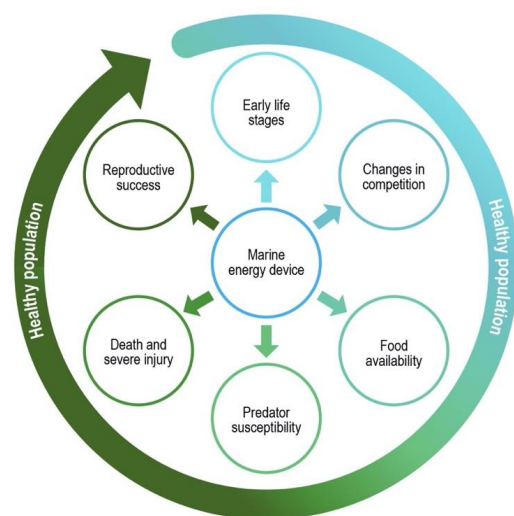 Early life
stages
Changes in
competition
Food
availability
Predator
susceptibility
Death and
severe injury
Reproductive
success
Marine
energy device
Healthy population
Healthy population